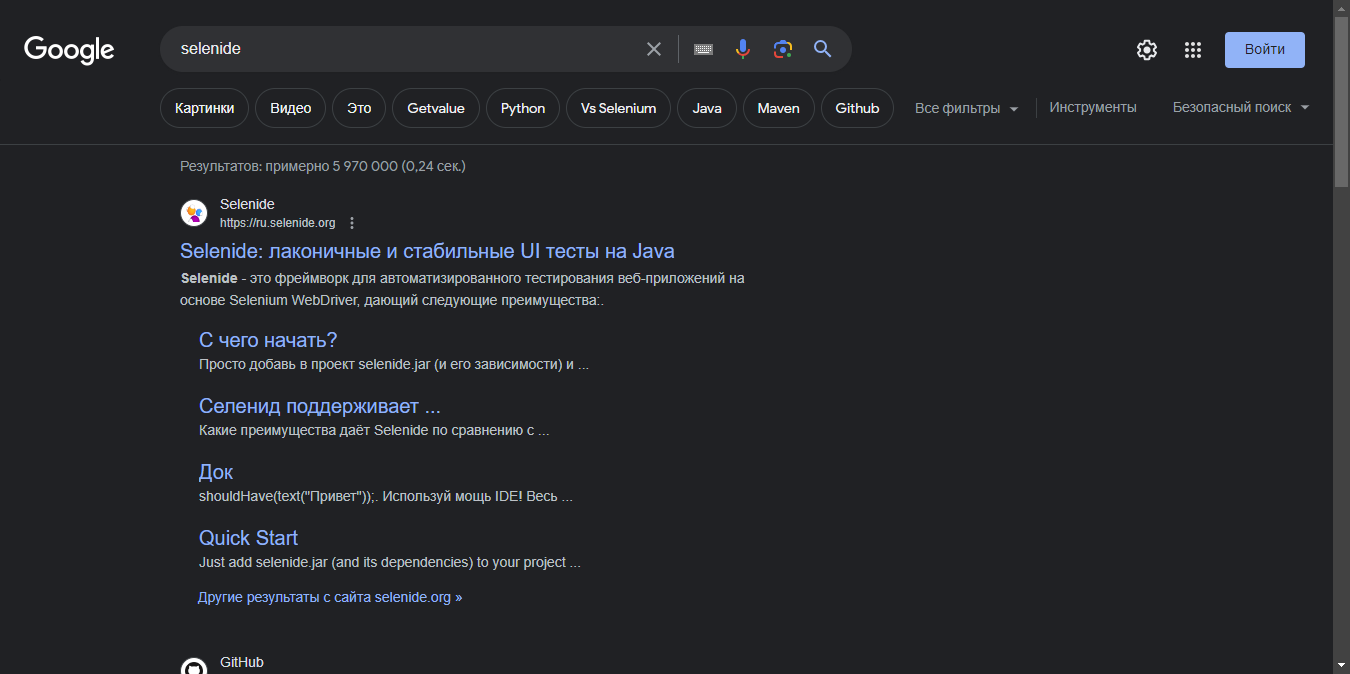 Google
selenide
Войти
Картинки Видео Это Getvalue Python Vs Selenium Java Maven Github Все фильтры Инструменты Безопасный поиск
Результатов: примерно 5 970 000 (0,24 сек.)
Selenide
https://ru.selenide.org
Selenide: лаконичные и стабильные UI тесты на Java
Selenide - это фреймворк для автоматизированного тестирования веб-приложений на
основе Selenium WebDriver, дающий следующие преимущества:.
С чего начать?
Просто добавь в проект selenide.jar (и его зависимости) и ...
Селенид поддерживает ...
Какие преимущества даёт Selenide по сравнению с ...
Док
shouldHave(text("Привет"));. Используй мощь IDE! Весь ...
Quick Start
Just add selenide.jar (and its dependencies) to your project ...
Другие результаты с сайта selenide.org »
GitHub